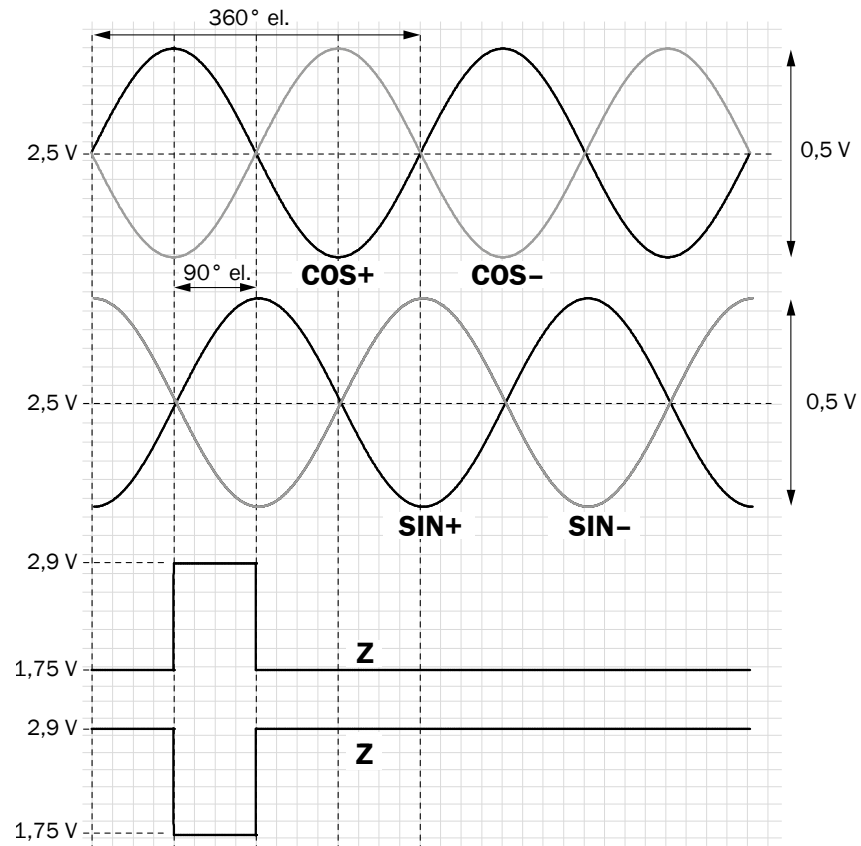 360° el.
2,5 V
0,5 V
COS+ COS–
90° el.
2,5 V
0,5 V
SIN+ SIN–
2,9 V
Z
1,75 V
2,9 V
Z
1,75 V